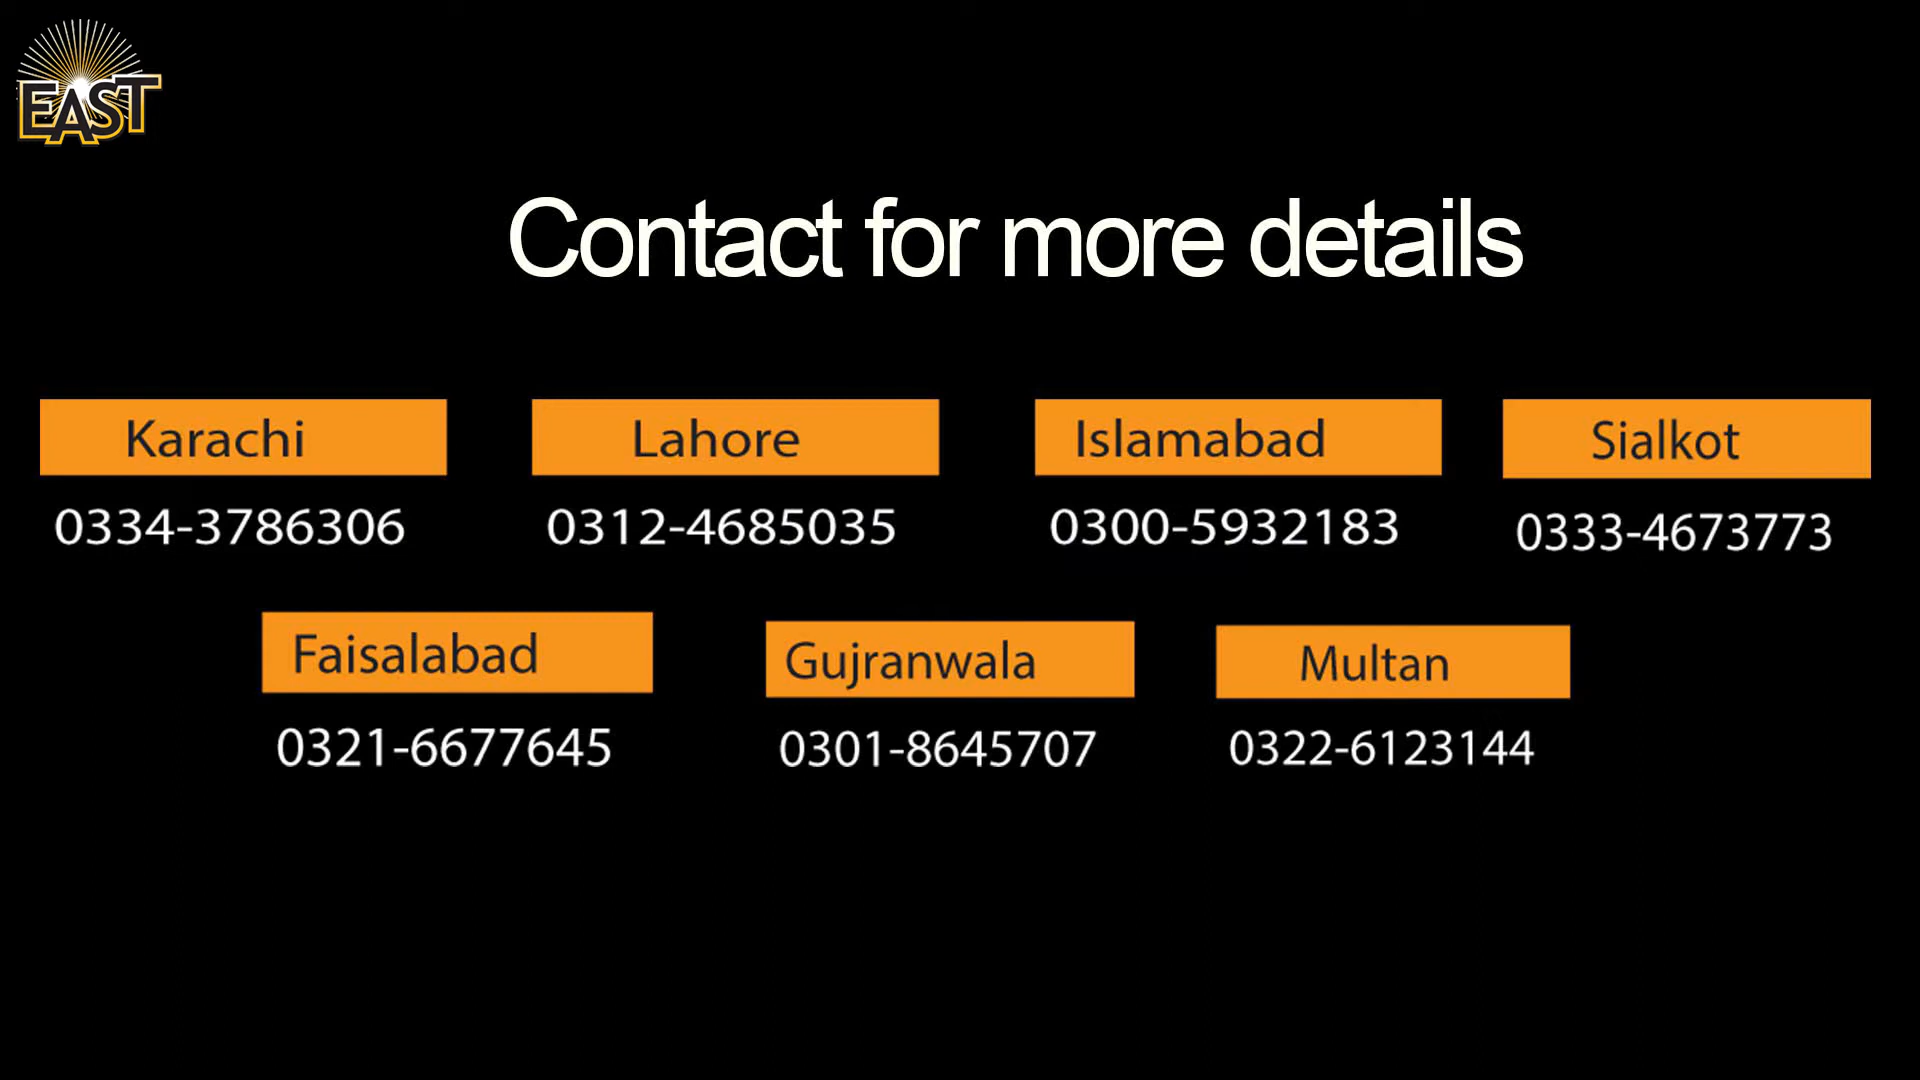 EAST
Contact for more details
Karachi
Lahore
Islamabad
Sialkot
0334-3786306
0312-4685035
0300-5932183
0333-4673773
Faisalabad
Gujranwala
Multan
0321-6677645
0301-8645707
0322-6123144